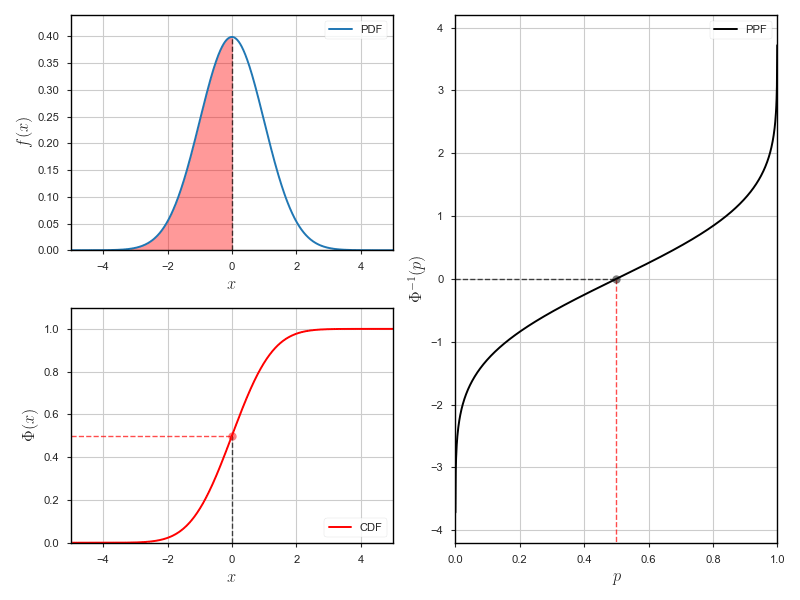 PDF
0.40
0.35
0.30
0.25
0.20
0.15
0.10
0.05
0.00
f(x)
−4 −2 0 2 4
x
1.0
0.8
0.6
0.4
0.2
0.0
Φ(x)
CDF
−4 −2 0 2 4
x
PPF
4
3
2
1
0
−1
−2
−3
−4
Φ⁻¹(p)
0.0 0.2 0.4 0.6 0.8 1.0
p